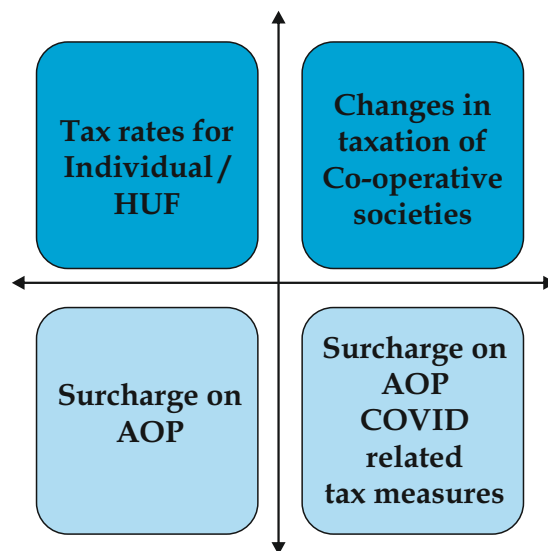 Tax rates for
Individual /
HUF
Changes in
taxation of
Co-operative
societies
Surcharge on
AOP
Surcharge on
AOP
COVID
related
tax measures